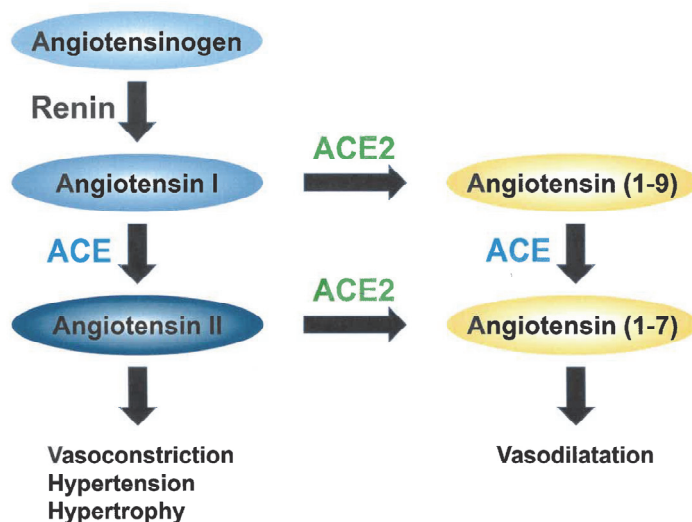 Angiotensinogen
Renin
ACE2
Angiotensin I
Angiotensin (1-9)
ACE
ACE
ACE2
Angiotensin II
Angiotensin (1-7)
Vasoconstriction
Hypertension
Hypertrophy
Vasodilatation